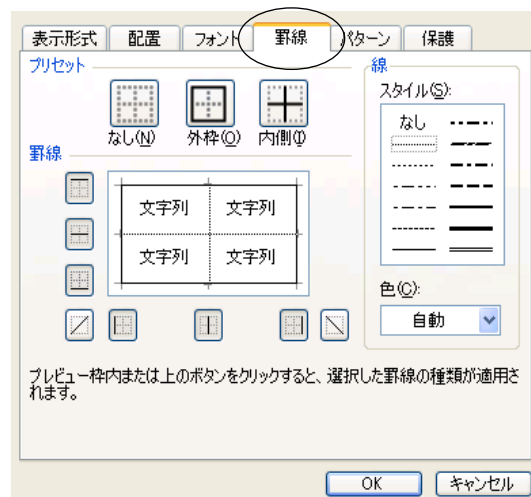 表示形式 配置 フォント 罫線 パターン 保護
プリセット
なし(N) 外枠(O) 内側(I)
罫線
文字列 文字列
文字列 文字列
線
スタイル(S):
なし
色(C):
自動
プレビュー枠内または上のボタンをクリックすると、選択した罫線の種類が適用さ
れます。
OK キャンセル